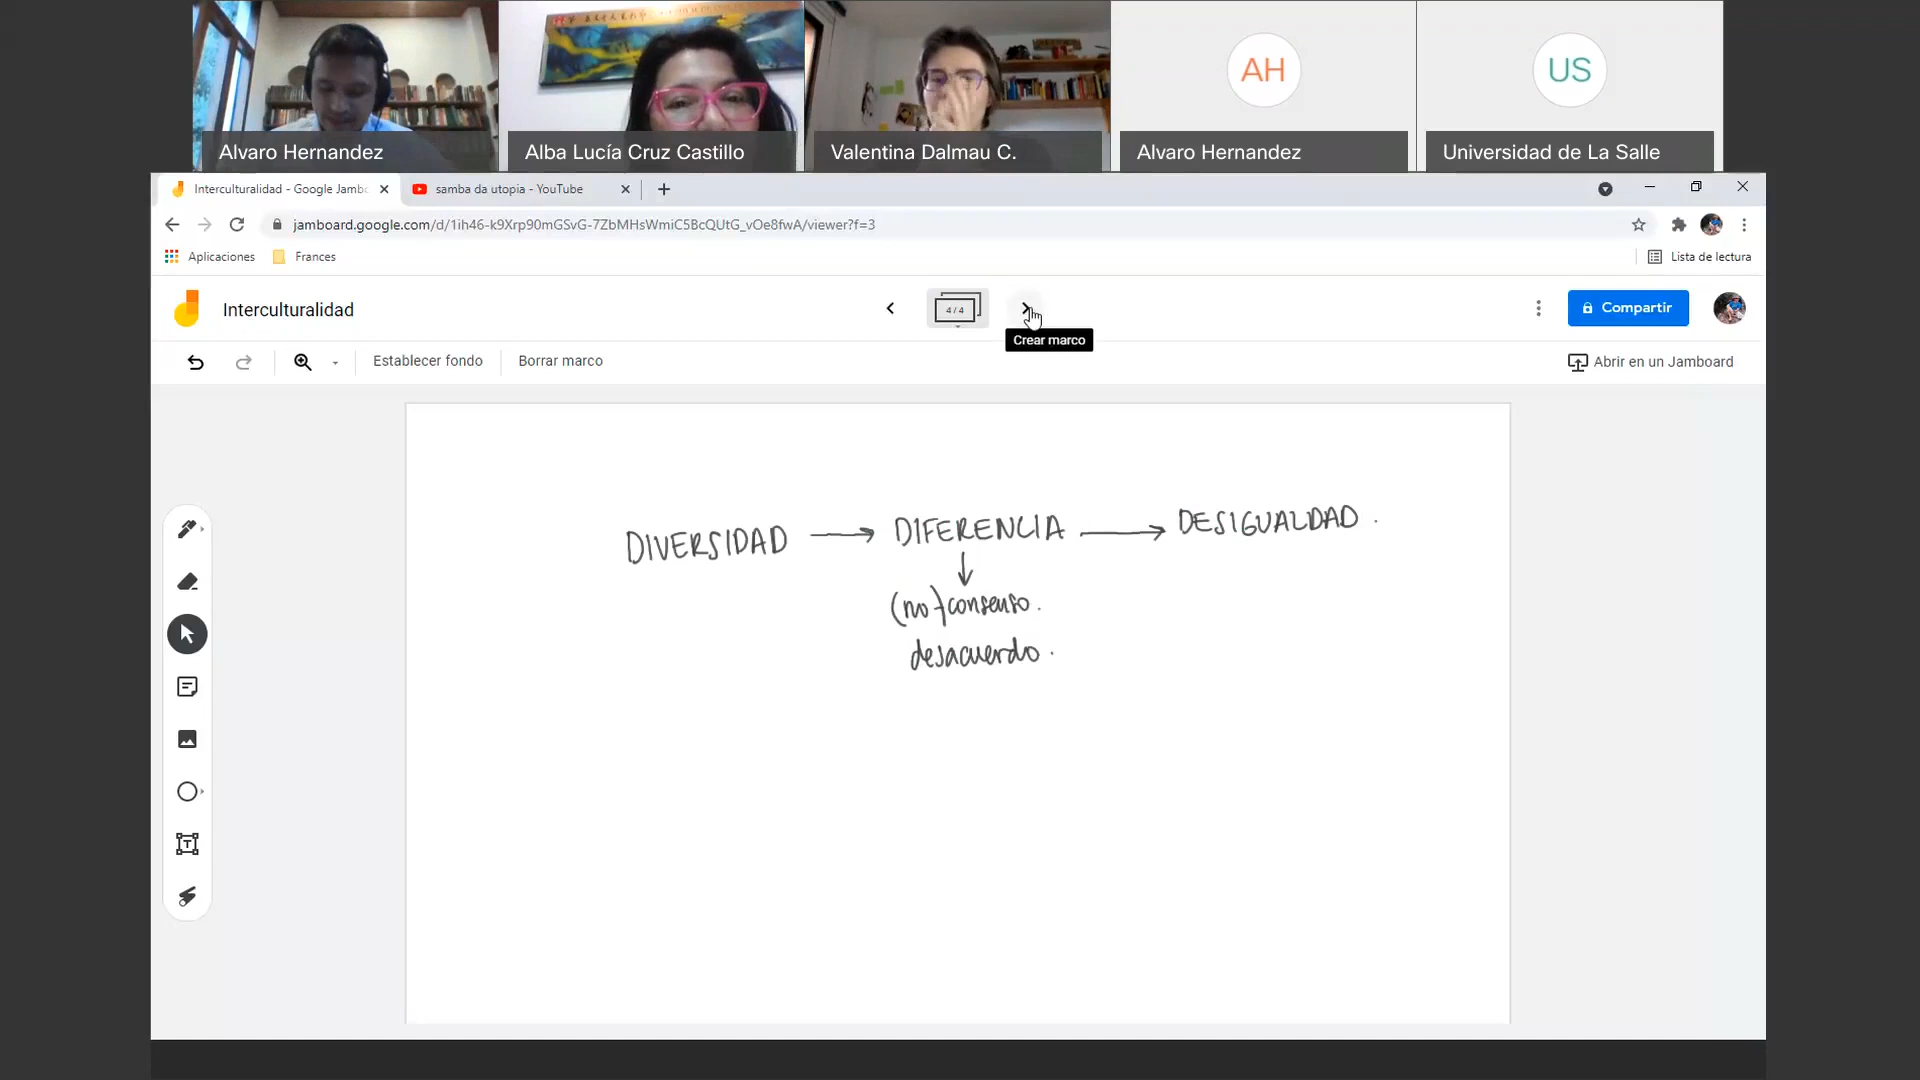 AH
US
Alvaro Hernandez
Alba Lucía Cruz Castillo
Valentina Dalmau C.
Alvaro Hernandez
Universidad de La Salle
Interculturalidad - Google Jambo
samba da utopia - YouTube
jamboard.google.com/d/1ih46-k9Xrp90mGSvG-7ZbMHsWmiC5BcQUtG_vOe8fwA/viewer?f=3
Aplicaciones
Frances
Lista de lectura
Interculturalidad
4 / 4
Compartir
Crear marco
Establecer fondo
Borrar marco
Abrir en un Jamboard
DIVERSIDAD → DIFERENCIA → DESIGUALDAD.
↓
(no) consenso.
desacuerdo.